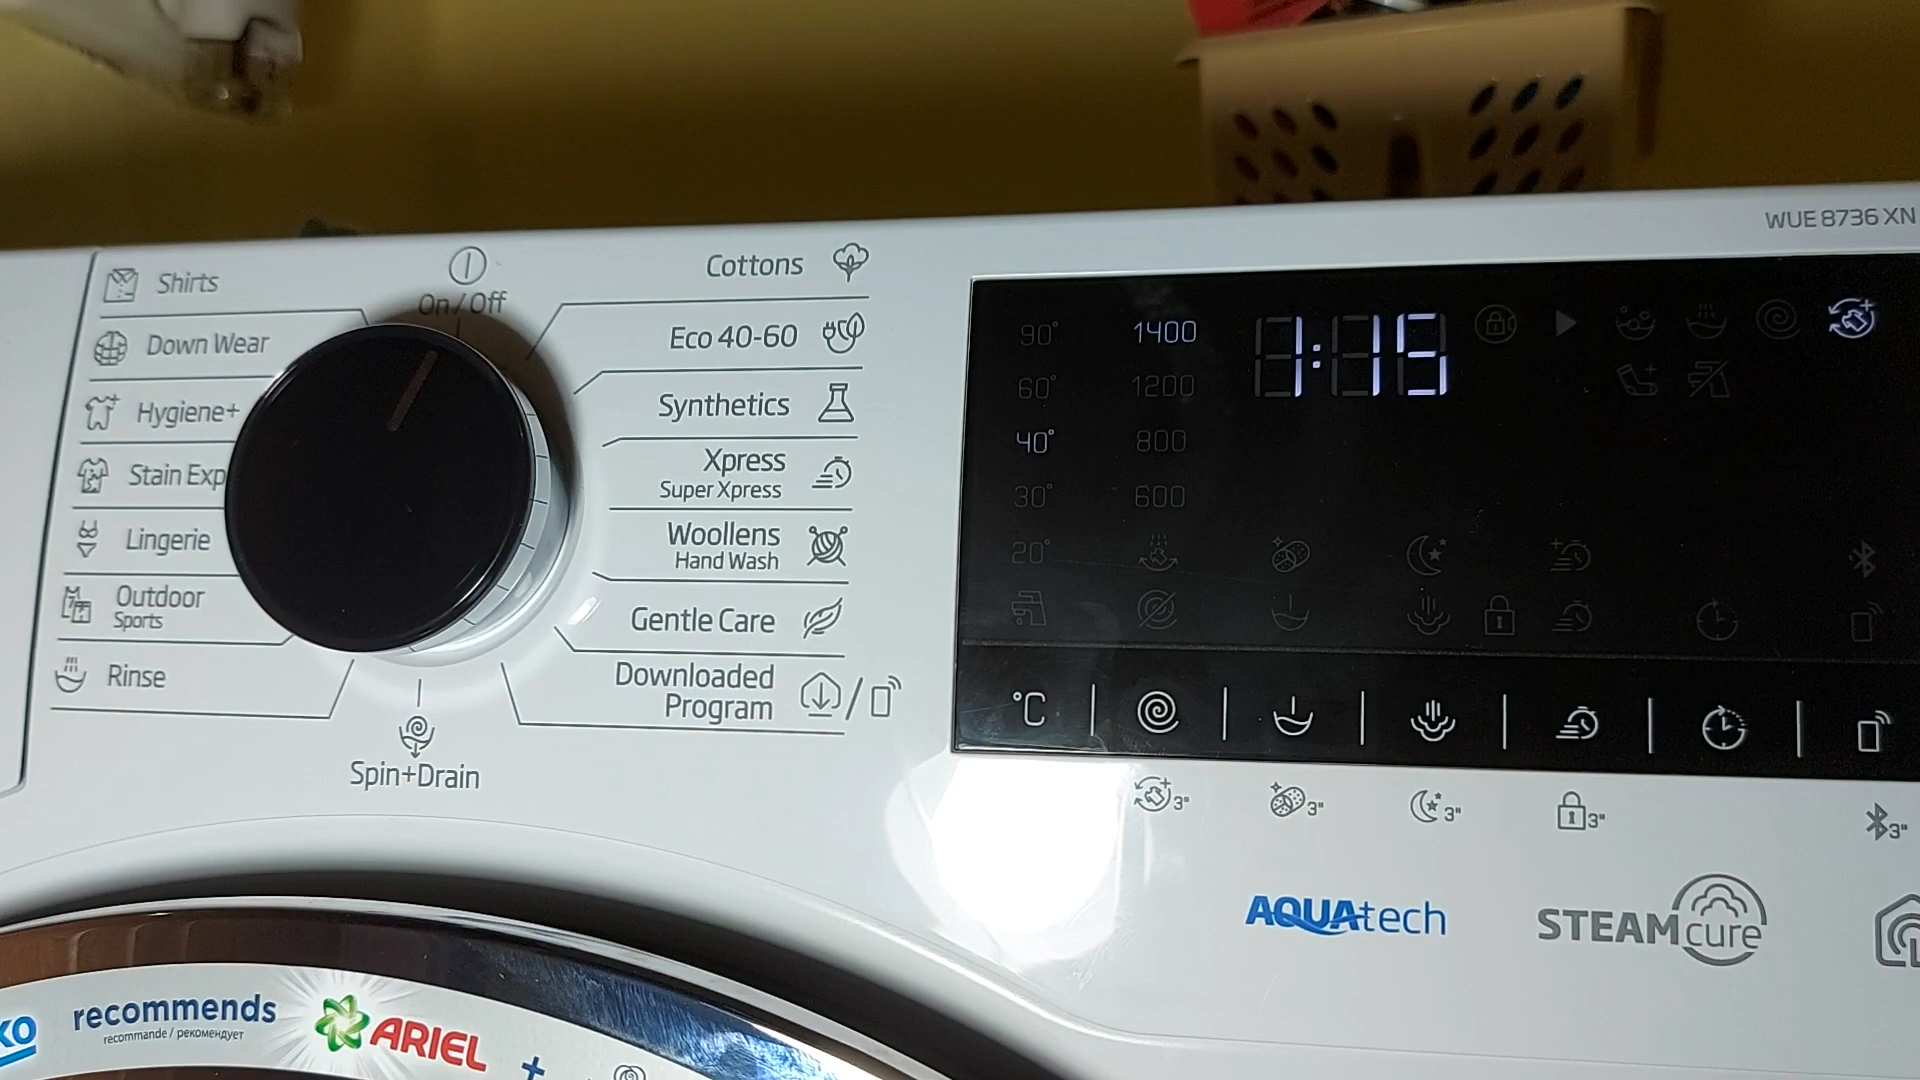 WUE 8736 XN
On/Off
Shirts
Down Wear
Hygiene+
Stain Exp
Lingerie
Outdoor
Sports
Rinse
Spin+Drain
Cottons
Eco 40-60
Synthetics
Xpress
Super Xpress
Woollens
Hand Wash
Gentle Care
Downloaded
Program
90° 1400 1:15
60° 1200
40° 800
30° 600
20°
°C
3" 3" 3" 3" 3"
AQUAtech
STEAMcure
ko
recommends
recommande / рекомендует
ARIEL
+